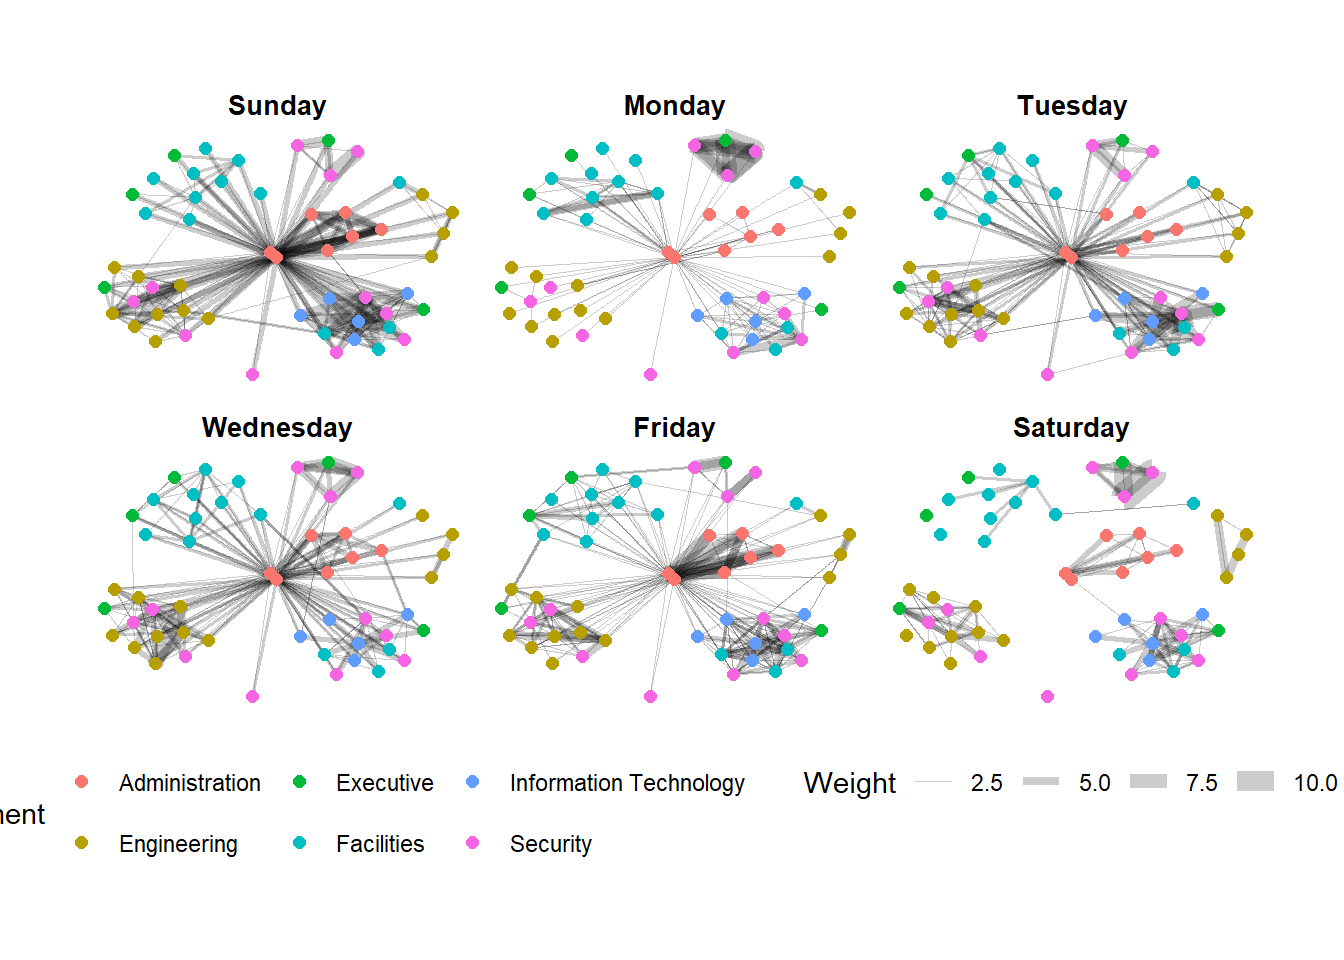 Sunday
Monday
Tuesday
Wednesday
Friday
Saturday
Administration
Executive
Information Technology
Weight
2.5
5.0
7.5
10.0
Engineering
Facilities
Security